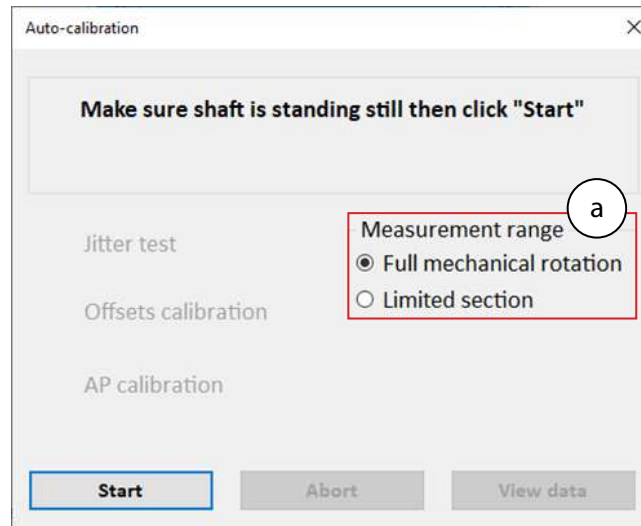 Auto-calibration
Make sure shaft is standing still then click "Start"
a
Measurement range
Jitter test
Full mechanical rotation
Limited section
Offsets calibration
AP calibration
Start Abort View data